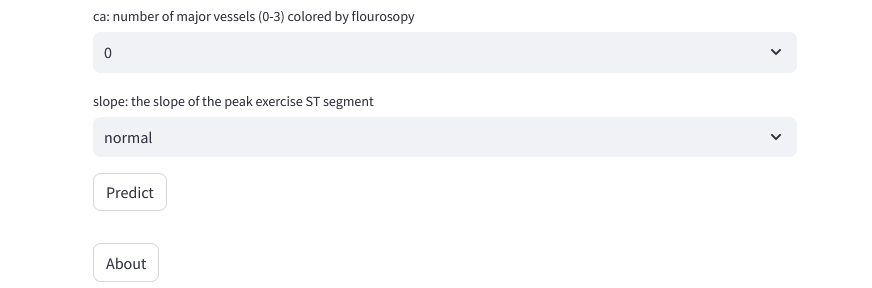 ca: number of major vessels (0-3) colored by flourosopy
0
slope: the slope of the peak exercise ST segment
normal
Predict
About